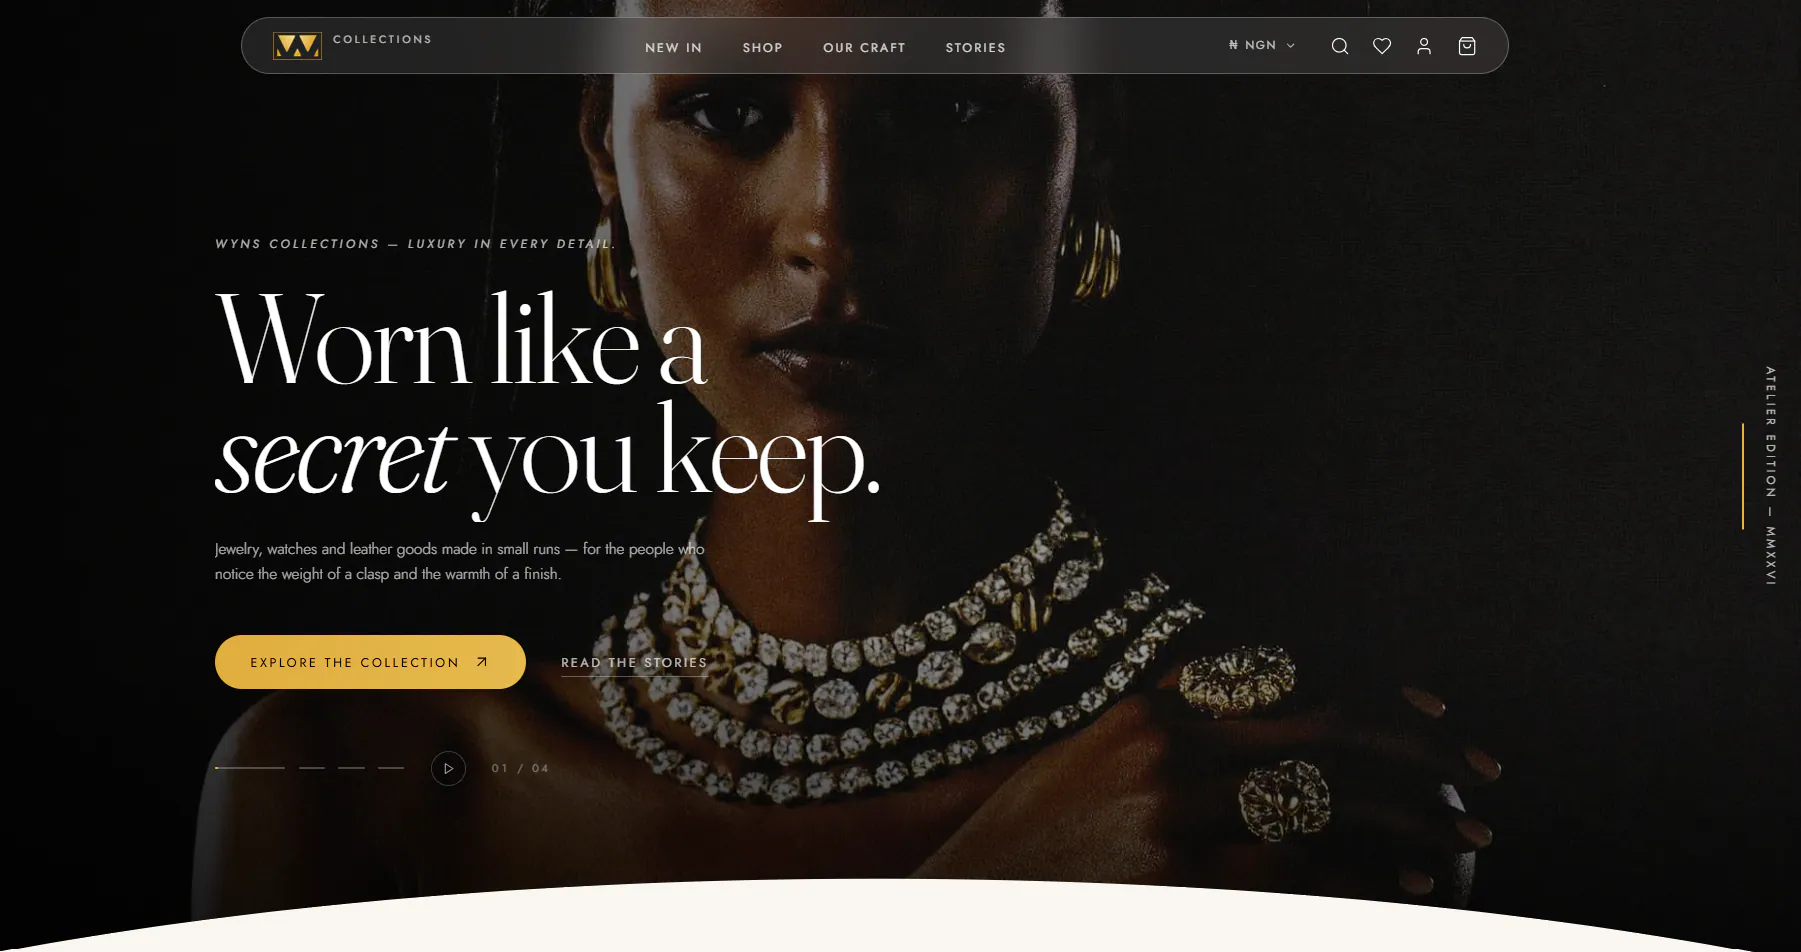 W COLLECTIONS
NEW IN
SHOP
OUR CRAFT
STORIES
₦ NGN
WYNS COLLECTIONS — LUXURY IN EVERY DETAIL.
Worn like a
secret you keep.
Jewelry, watches and leather goods made in small runs — for the people who
notice the weight of a clasp and the warmth of a finish.
EXPLORE THE COLLECTION
READ THE STORIES
01 / 04
ATELIER EDITION — MMXXVI